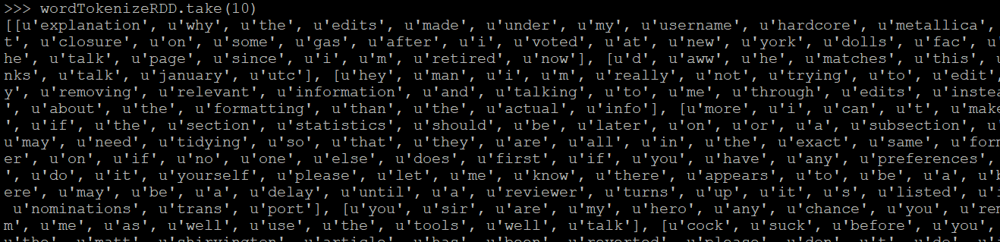 >>> wordTokenizeRDD.take(10)
[[u'explanation', u'why', u'the', u'edits', u'made', u'under', u'my', u'username', u'hardcore', u'metallica',
t', u'closure', u'on', u'some', u'gas', u'after', u'i', u'voted', u'at', u'new', u'york', u'dolls', u'fac', u'
he', u'talk', u'page', u'since', u'i', u'm', u'retired', u'now'], [u'd', u'aww', u'he', u'matches', u'this', u
nks', u'talk', u'january', u'utc'], [u'hey', u'man', u'i', u'm', u'really', u'not', u'trying', u'to', u'edit',
y', u'removing', u'relevant', u'information', u'and', u'talking', u'to', u'me', u'through', u'edits', u'instea
', u'about', u'the', u'formatting', u'than', u'the', u'actual', u'info'], [u'more', u'i', u'can', u't', u'make
', u'if', u'the', u'section', u'statistics', u'should', u'be', u'later', u'on', u'or', u'a', u'subsection', u'
u'may', u'need', u'tidying', u'so', u'that', u'they', u'are', u'all', u'in', u'the', u'exact', u'same', u'form
er', u'on', u'if', u'no', u'one', u'else', u'does', u'first', u'if', u'you', u'have', u'any', u'preferences',
', u'do', u'it', u'yourself', u'please', u'let', u'me', u'know', u'there', u'appears', u'to', u'be', u'a', u'b
ere', u'may', u'be', u'a', u'delay', u'until', u'a', u'reviewer', u'turns', u'up', u'it', u's', u'listed', u'i
u'nominations', u'trans', u'port'], [u'you', u'sir', u'are', u'my', u'hero', u'any', u'chance', u'you', u'rem
m', u'me', u'as', u'well', u'use', u'the', u'tools', u'well', u'talk'], [u'cock', u'suck', u'before', u'you',
u'the', u'matt', u'shirvington', u'article', u'has', u'been', u'reverted', u'please', u'don', u't', u'do',